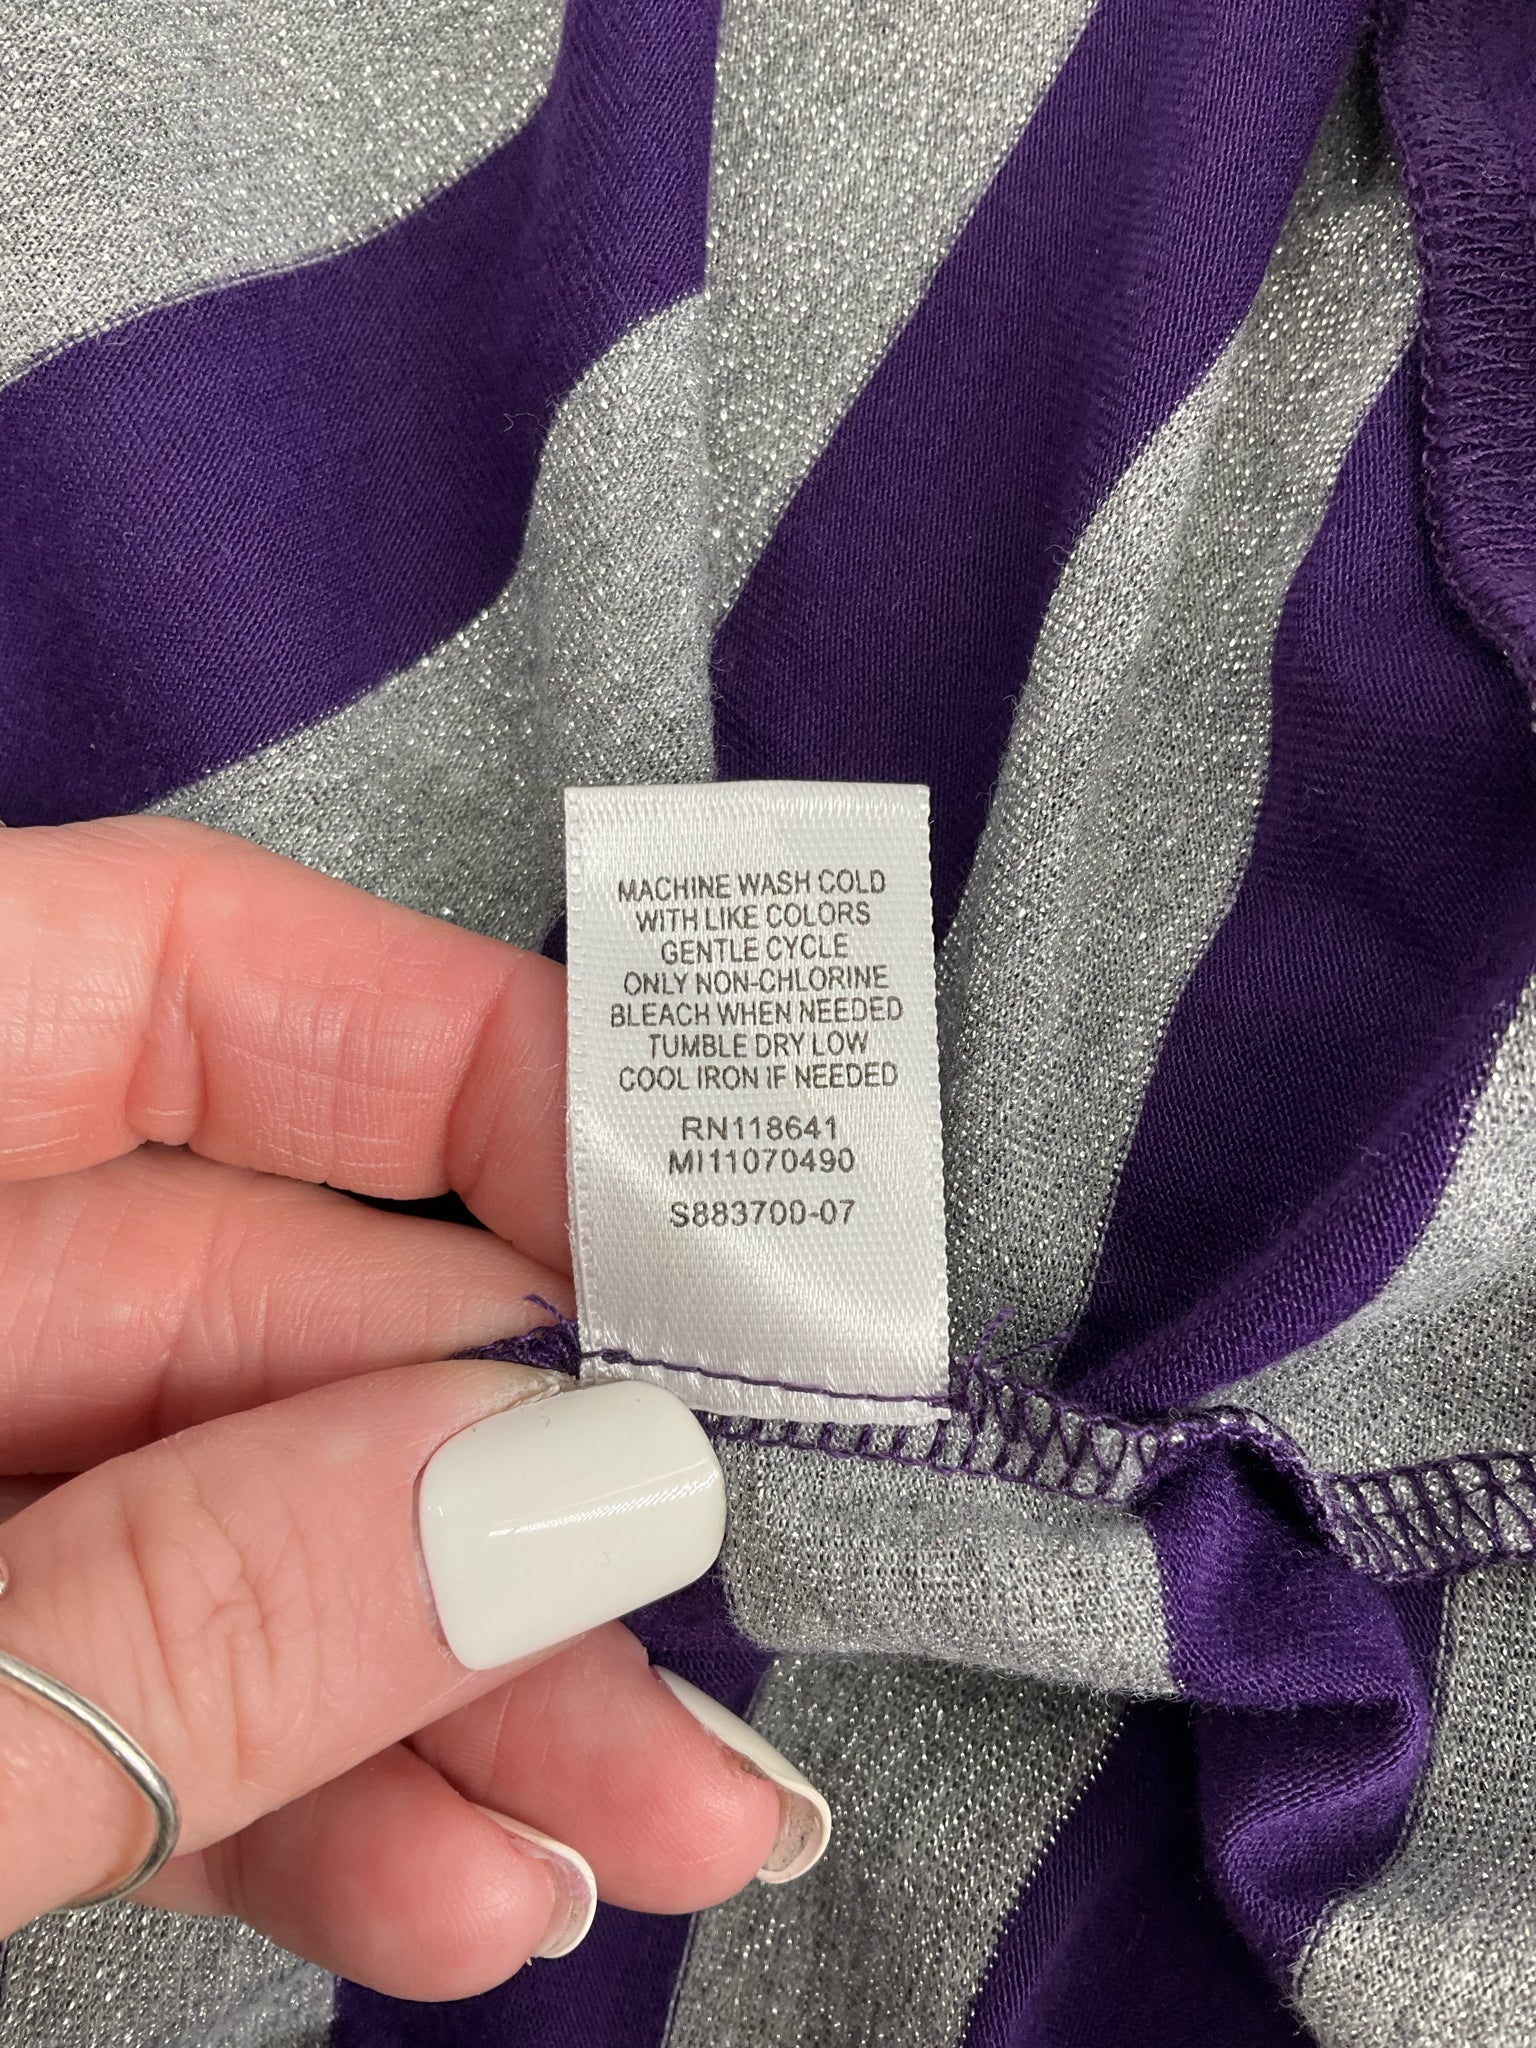 MACHINE WASH COLD
WITH LIKE COLORS
GENTLE CYCLE
ONLY NON-CHLORINE
BLEACH WHEN NEEDED
TUMBLE DRY LOW
COOL IRON IF NEEDED
RN118641
MI11070490
S883700-07